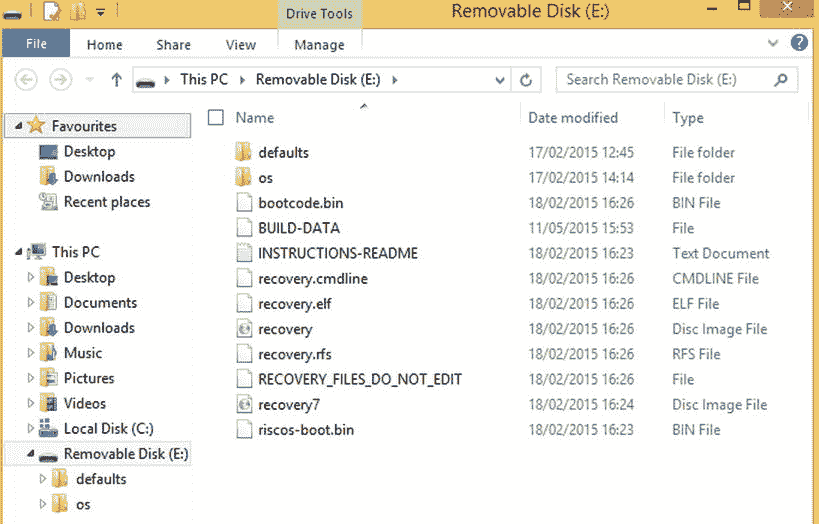 Drive Tools Removable Disk (E:)
File Home Share View Manage
This PC Removable Disk (E:) Search Removable Disk (E:)
Favourites
Desktop
Downloads
Recent places
This PC
Desktop
Documents
Downloads
Music
Pictures
Videos
Local Disk (C:)
Removable Disk (E:)
defaults
os
Name Date modified Type
defaults 17/02/2015 12:45 File folder
os 17/02/2015 14:14 File folder
bootcode.bin 18/02/2015 16:26 BIN File
BUILD-DATA 11/05/2015 15:53 File
INSTRUCTIONS-README 18/02/2015 16:23 Text Document
recovery.cmdline 18/02/2015 16:26 CMDLINE File
recovery.elf 18/02/2015 16:26 ELF File
recovery 18/02/2015 16:26 Disc Image File
recovery.rfs 18/02/2015 16:26 RFS File
RECOVERY_FILES_DO_NOT_EDIT 18/02/2015 16:26 File
recovery7 18/02/2015 16:24 Disc Image File
riscos-boot.bin 18/02/2015 16:23 BIN File